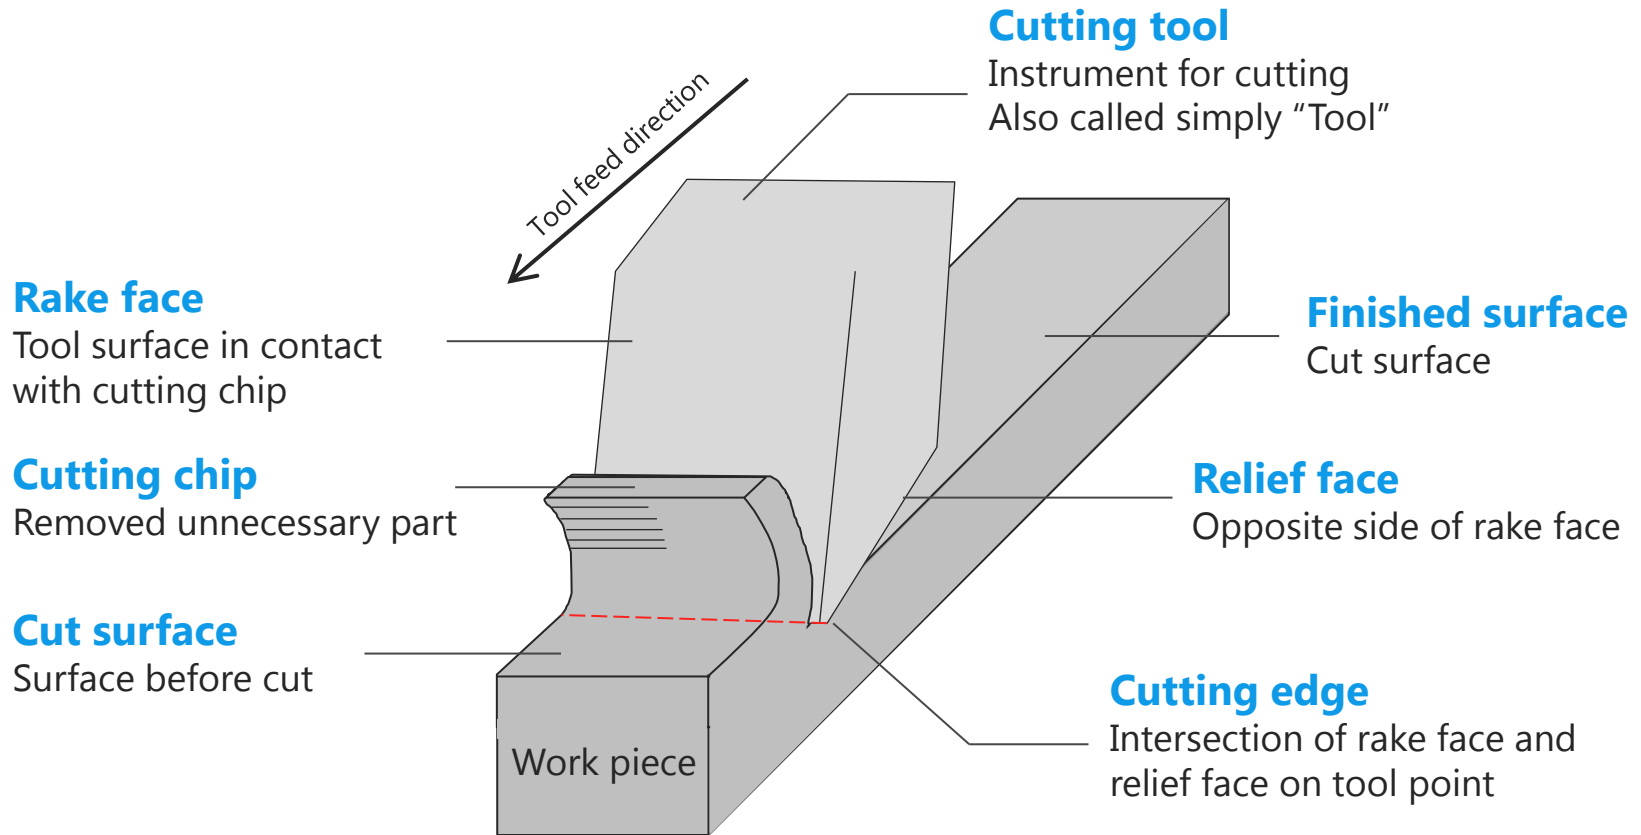 Cutting tool
Instrument for cutting
Also called simply “Tool”
Tool feed direction
Rake face
Tool surface in contact
with cutting chip
Finished surface
Cut surface
Cutting chip
Removed unnecessary part
Relief face
Opposite side of rake face
Cut surface
Surface before cut
Cutting edge
Intersection of rake face and
relief face on tool point
Work piece